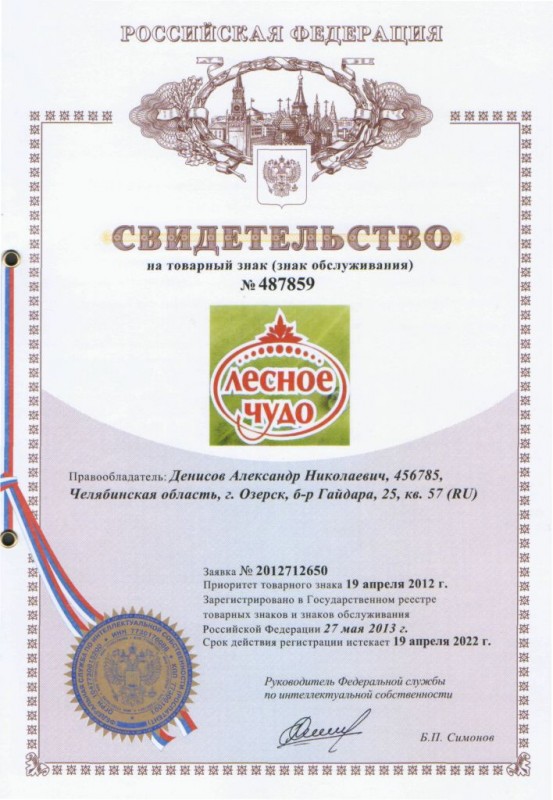 РОССИЙСКАЯ ФЕДЕРАЦИЯ
СВИДЕТЕЛЬСТВО
на товарный знак (знак обслуживания)
№ 487859
лесное
чудо
Правообладатель: Денисов Александр Николаевич, 456785,
Челябинская область, г. Озерск, б-р Гайдара, 25, кв. 57 (RU)
Заявка № 2012712650
Приоритет товарного знака 19 апреля 2012 г.
Зарегистрировано в Государственном реестре
товарных знаков и знаков обслуживания
Российской Федерации 27 мая 2013 г.
Срок действия регистрации истекает 19 апреля 2022 г.
Руководитель Федеральной службы
по интеллектуальной собственности
Б.П. Симонов